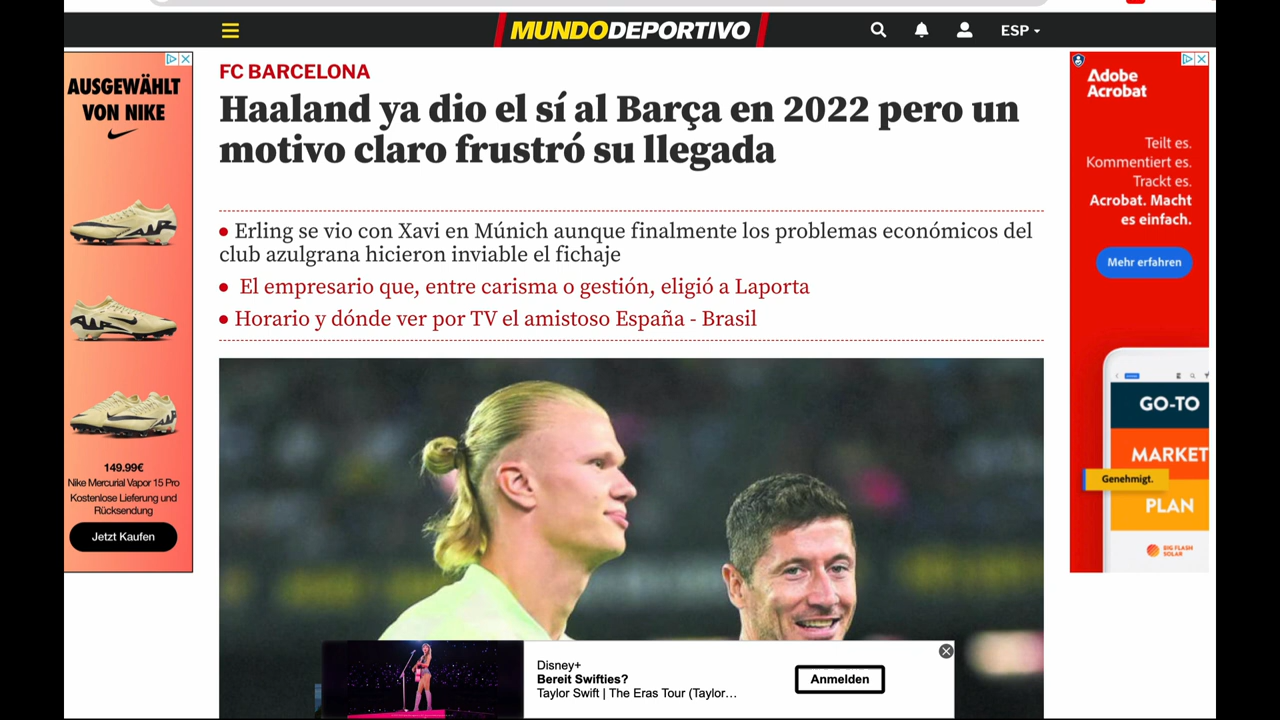 MUNDODEPORTIVO
ESP
AUSGEWÄHLT
VON NIKE
149.99€
Nike Mercurial Vapor 15 Pro
Kostenlose Lieferung und
Rücksendung
Jetzt Kaufen
FC BARCELONA
Haaland ya dio el sí al Barça en 2022 pero un
motivo claro frustró su llegada
• Erling se vio con Xavi en Múnich aunque finalmente los problemas económicos del
club azulgrana hicieron inviable el fichaje
• El empresario que, entre carisma o gestión, eligió a Laporta
• Horario y dónde ver por TV el amistoso España - Brasil
Disney+
Bereit Swifties?
Taylor Swift | The Eras Tour (Taylor…
Anmelden
Adobe
Acrobat
Teilt es.
Kommentiert es.
Trackt es.
Acrobat. Macht
es einfach.
Mehr erfahren
GO-TO
MARKET
Genehmigt.
PLAN
BIG FLASH
SOLAR